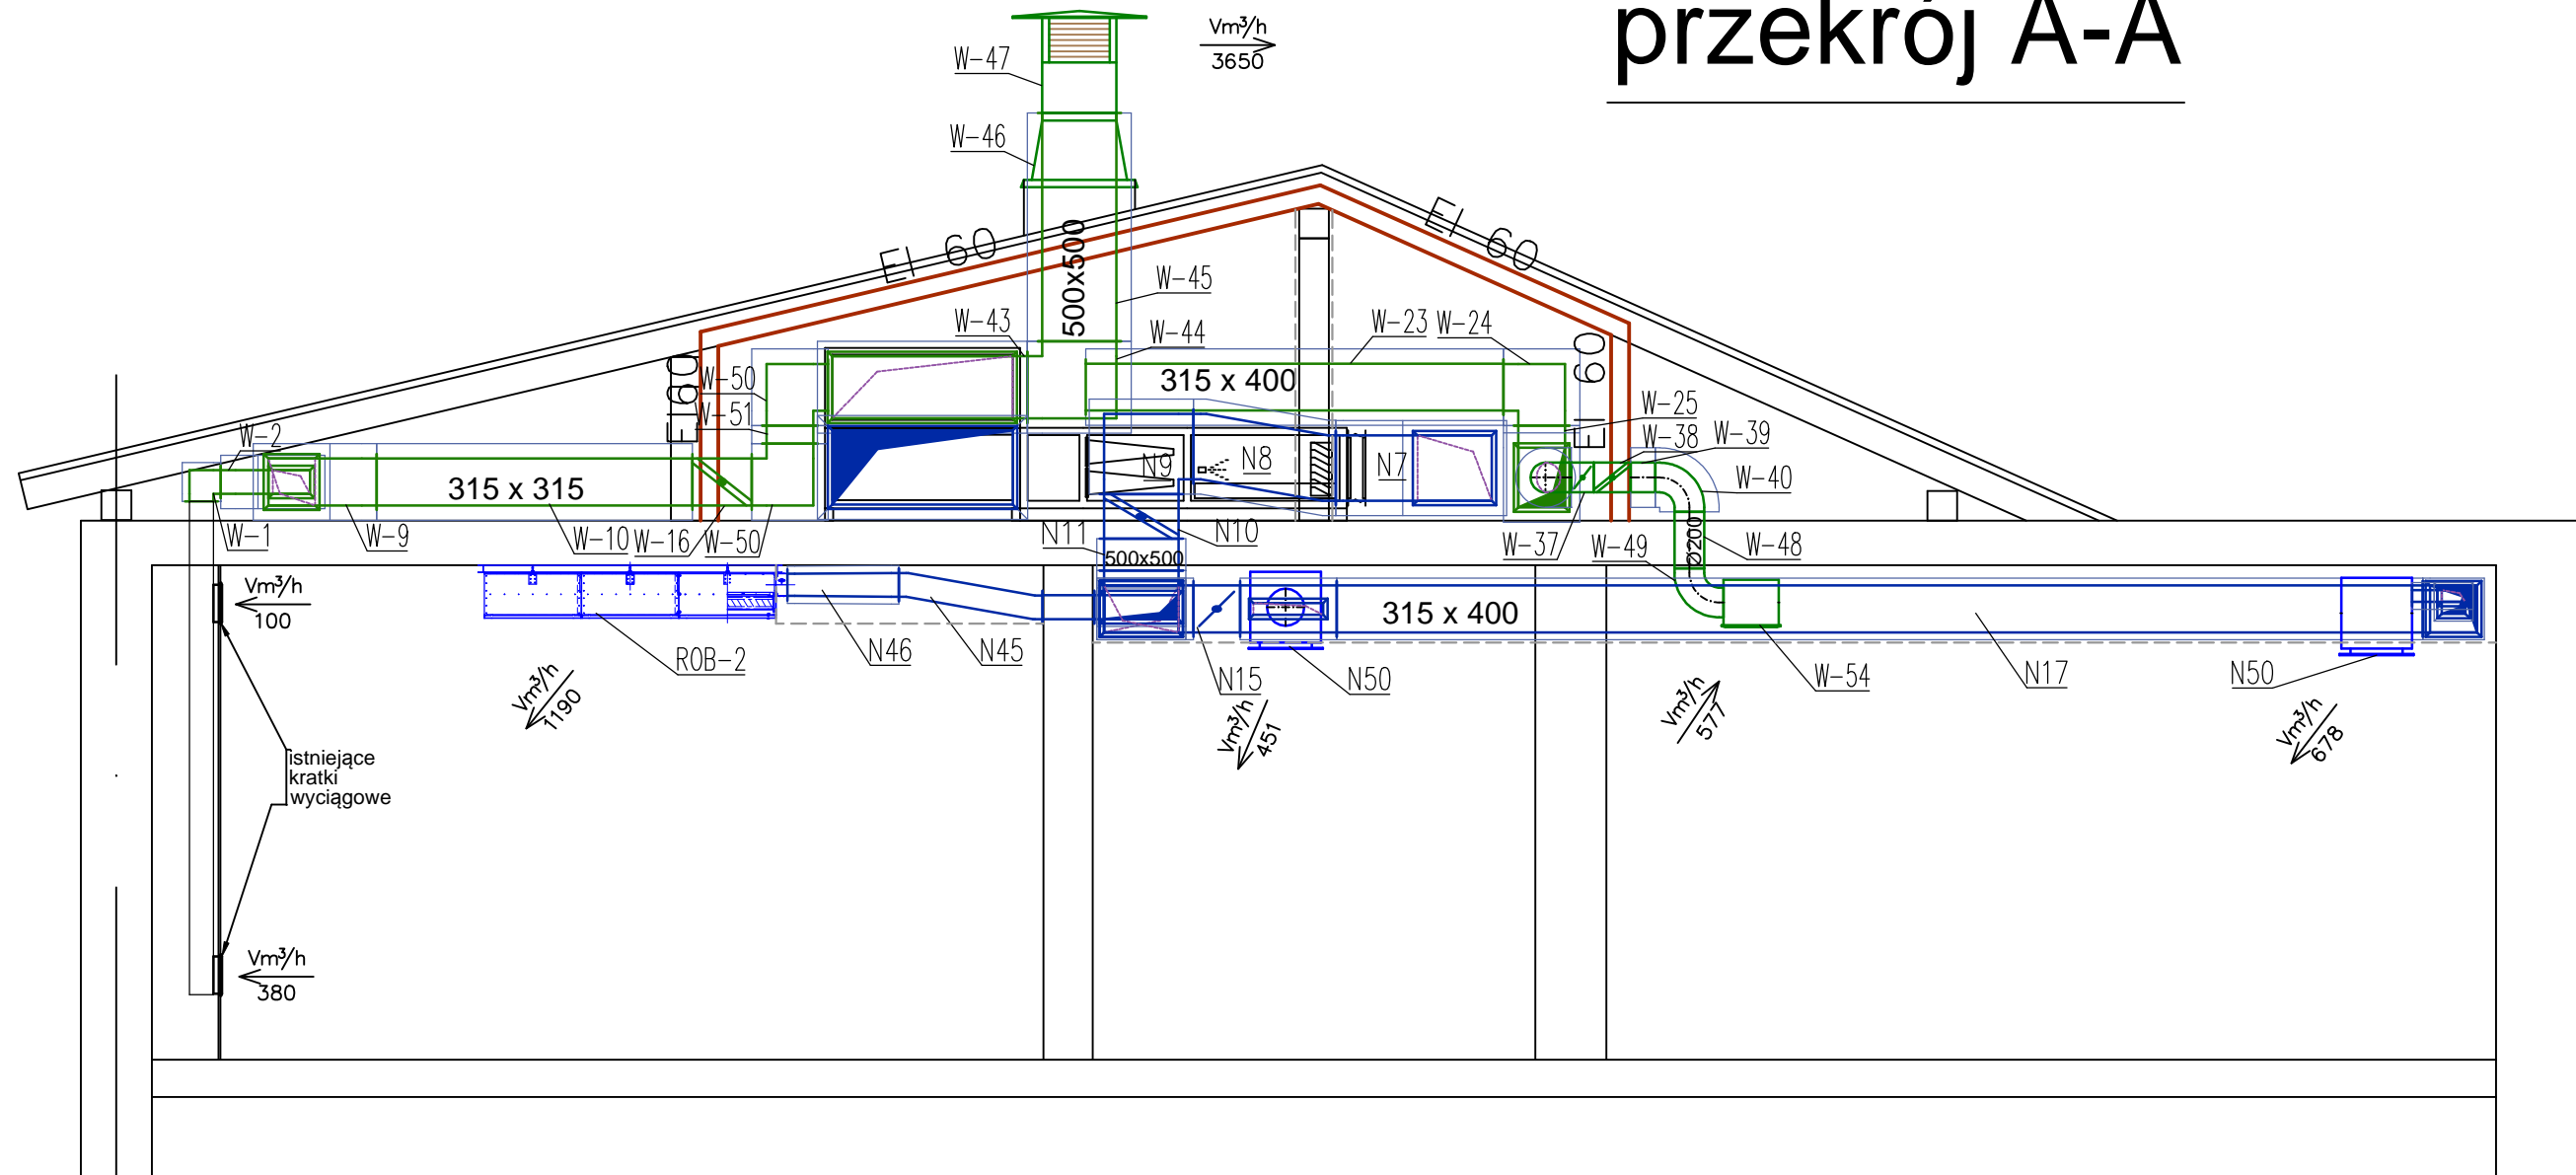 przekrój A-A
Vm³/h
3650
W-47
W-46
EI 60
EI 60
500x500
W-45
W-43
W-44
W-23
W-24
315 x 400
EI60
W-50
W-51
EI 60
W-25
W-38
W-39
W-40
W-2
315 x 315
N9
N8
N7
W-1
W-9
W-10
W-16
W-50
N11
N10
500x500
W-37
W-49
Ø200
W-48
Vm³/h
100
315 x 400
ROB-2
N46
N45
N15
N50
W-54
N17
N50
Vm³/h
1190
Vm³/h
451
Vm³/h
577
Vm³/h
678
istniejące
kratki
wyciągowe
Vm³/h
380